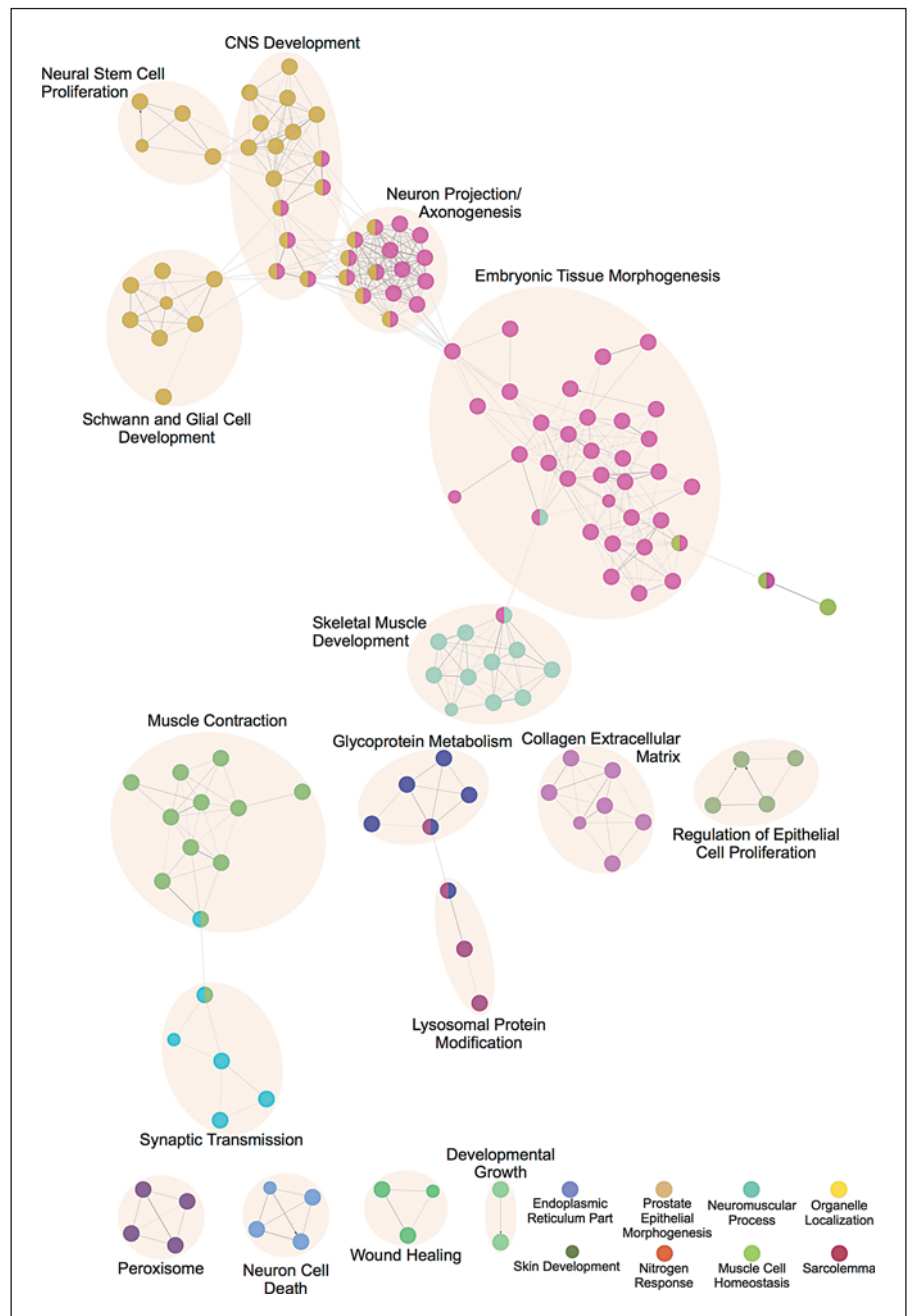 CNS Development
Neural Stem Cell
Proliferation
Neuron Projection/
Axonogenesis
Embryonic Tissue Morphogenesis
Schwann and Glial Cell
Development
Skeletal Muscle
Development
Muscle Contraction
Glycoprotein Metabolism
Collagen Extracellular
Matrix
Regulation of Epithelial
Cell Proliferation
Lysosomal Protein
Modification
Synaptic Transmission
Developmental
Growth
Endoplasmic
Reticulum Part
Prostate
Epithelial
Morphogenesis
Neuromuscular
Process
Organelle
Localization
Peroxisome
Neuron Cell
Death
Wound Healing
Skin Development
Nitrogen
Response
Muscle Cell
Homeostasis
Sarcolemma